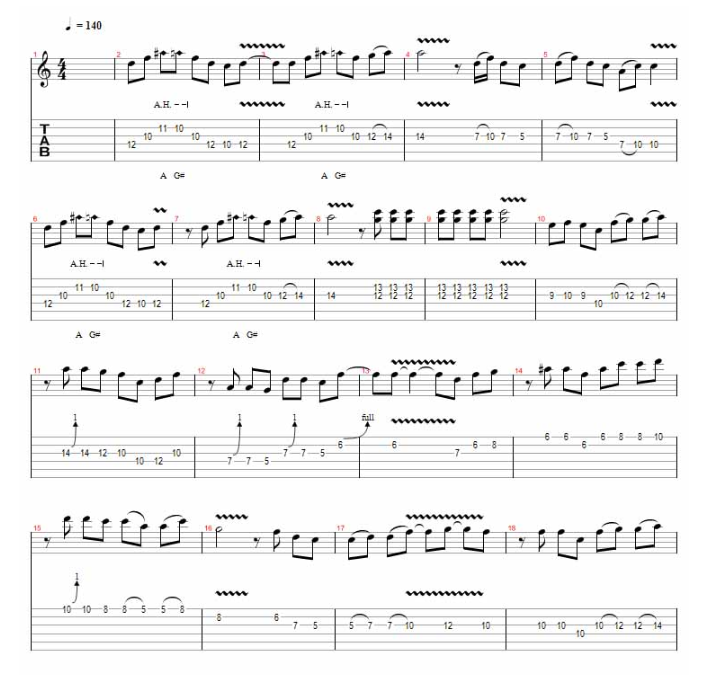 = 140
1 2 3 4 5
4
4
A.H. A.H.
T
A
B
11 10 11 10
10 10 10 10 12 14 14 7 10 7 5 7 10 7 5
12 12 10 12 12 7 10 10
A G# A G#
6 7 8 9 10
A.H. A.H.
11 10 11 10 13 13 13 13 13 13 13 13
10 10 10 10 12 14 14 12 12 12 12 12 12 12 12 9 10 9 10 12 12 14
12 12 10 12 12 10
A G# A G#
11 12 13 14
1 1 1 full
6 6 6 8 8 10
6 6 6 8 6
14 14 12 10 10 7 7 5 7
10 12 7 7 5
15 16 17 18
1
10 10 8 8 5 5 8
8 6
7 5 5 7 7 10 12 10 10 10 10 12 12 14
10